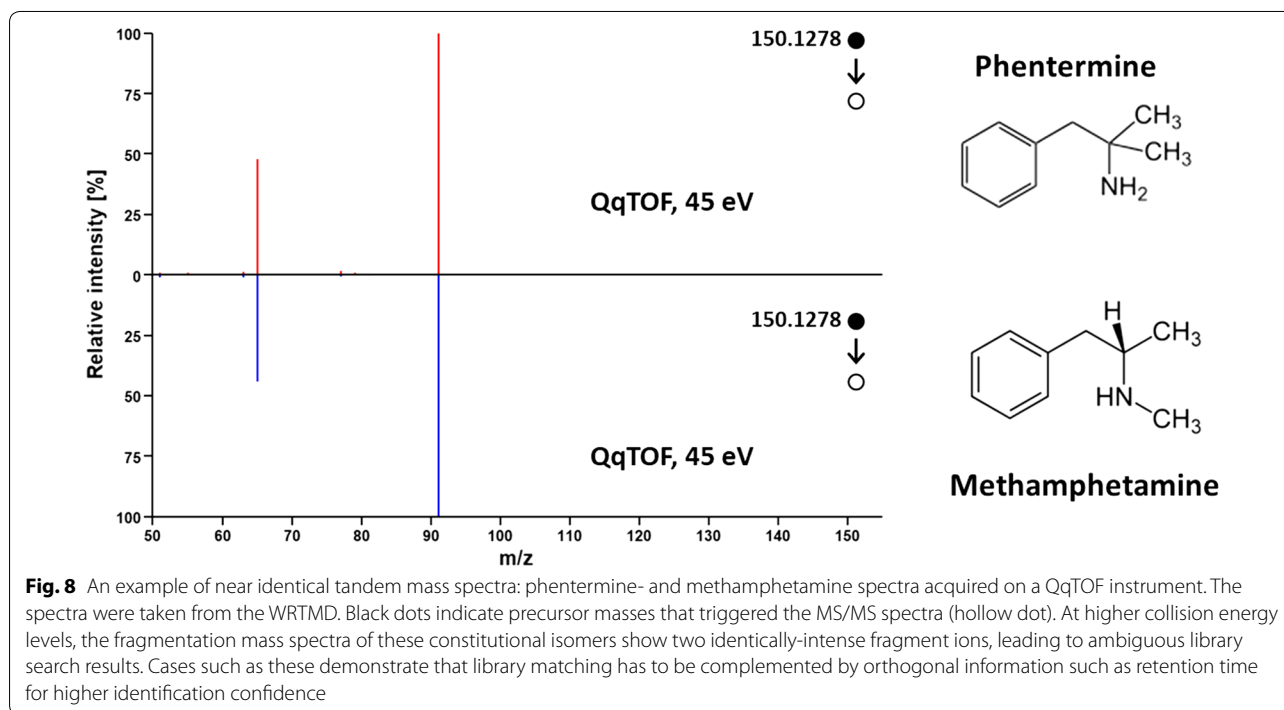 100
75
50
25
0
25
50
75
100
Relative intensity [%]
150.1278
QqTOF, 45 eV
150.1278
QqTOF, 45 eV
50 60 70 80 90 100 110 120 130 140 150
m/z
Phentermine
CH3
CH3
NH2
H
CH3
HN
CH3
Methamphetamine
Fig. 8 An example of near identical tandem mass spectra: phentermine- and methamphetamine spectra acquired on a QqTOF instrument. The
spectra were taken from the WRTMD. Black dots indicate precursor masses that triggered the MS/MS spectra (hollow dot). At higher collision energy
levels, the fragmentation mass spectra of these constitutional isomers show two identically-intense fragment ions, leading to ambiguous library
search results. Cases such as these demonstrate that library matching has to be complemented by orthogonal information such as retention time
for higher identification confidence